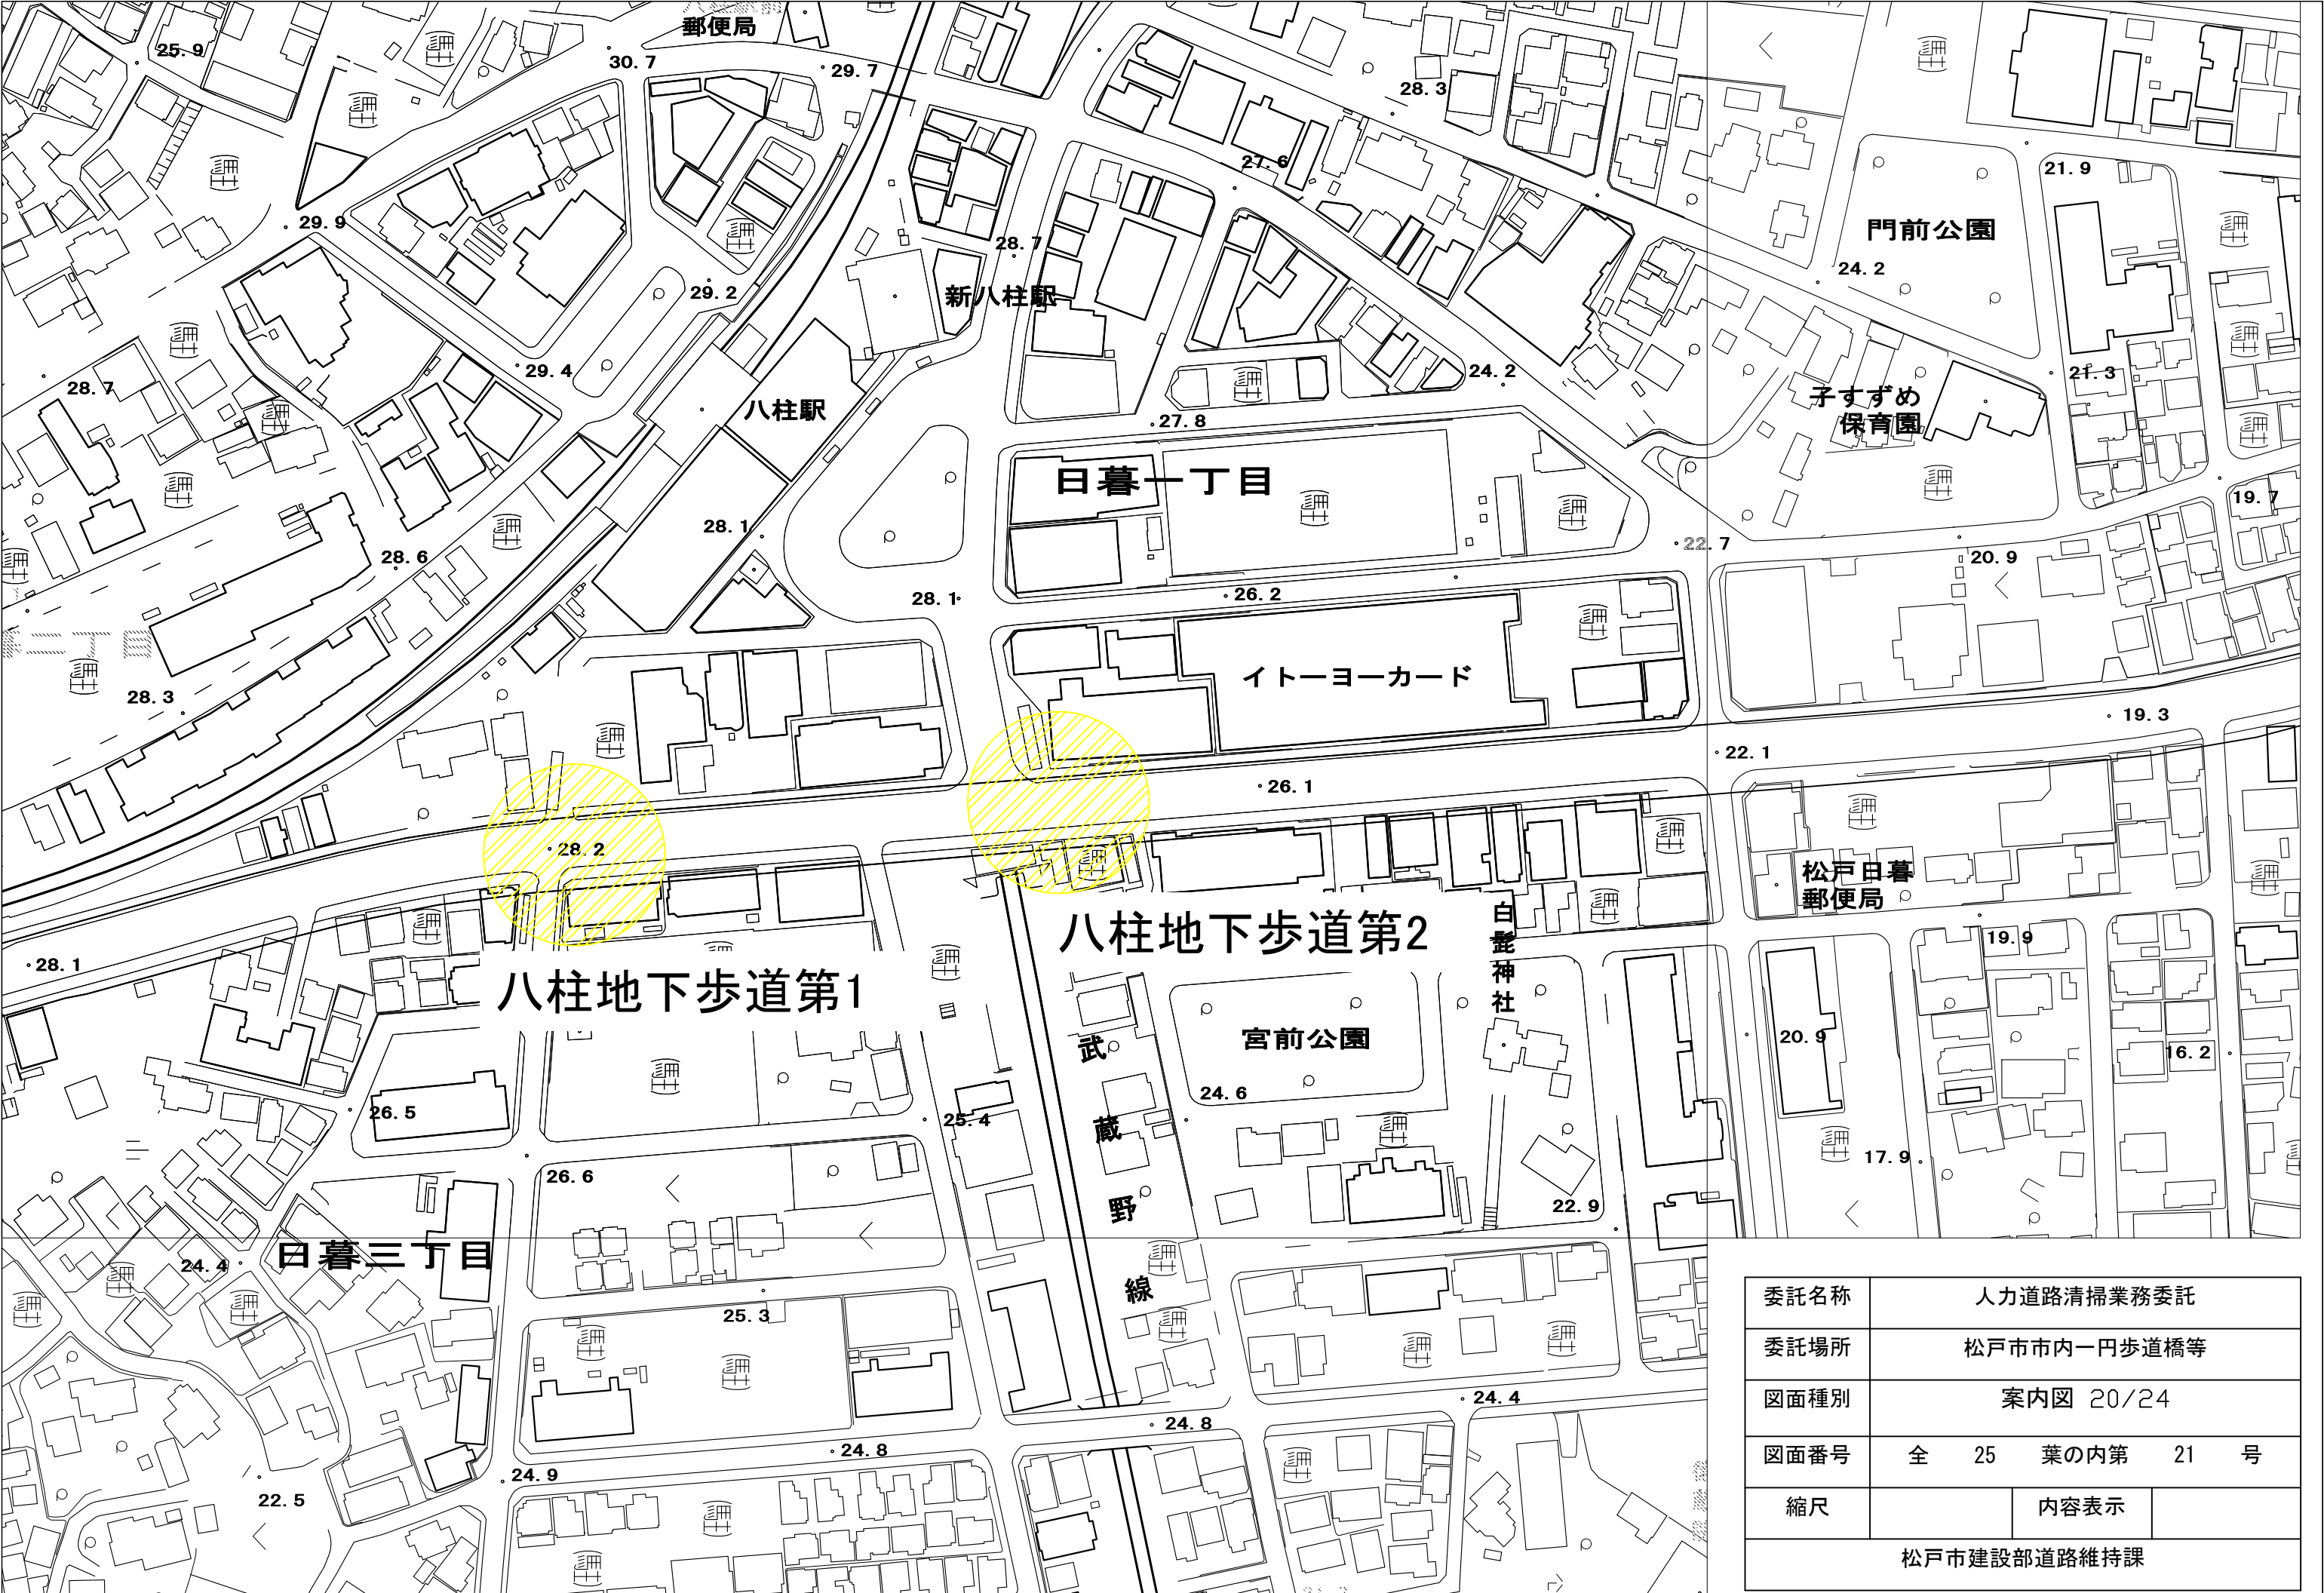 郵便局
25.9
30.7
29.7
28.3
27.6
21.9
29.9
門前公園
28.7
24.2
29.2
新八柱駅
29.4
28.7
24.2
21.3
八柱駅
子すずめ
保育園
27.8
日暮一丁目
19.7
28.1
22.7
28.6
20.9
28.1
26.2
二丁目
イトーヨーカード
28.3
19.3
22.1
26.1
28.2
松戸日暮
郵便局
八柱地下歩道第2
白髭神社
19.9
28.1
八柱地下歩道第1
武蔵野線
宮前公園
20.9
16.2
24.6
26.5
25.4
17.9
26.6
22.9
日暮三丁目
24.4
25.3
24.4
24.8
24.8
24.9
22.5
委託名称 人力道路清掃業務委託
委託場所 松戸市市内一円歩道橋等
図面種別 案内図 20/24
図面番号 全 25 葉の内第 21 号
縮尺 内容表示
松戸市建設部道路維持課